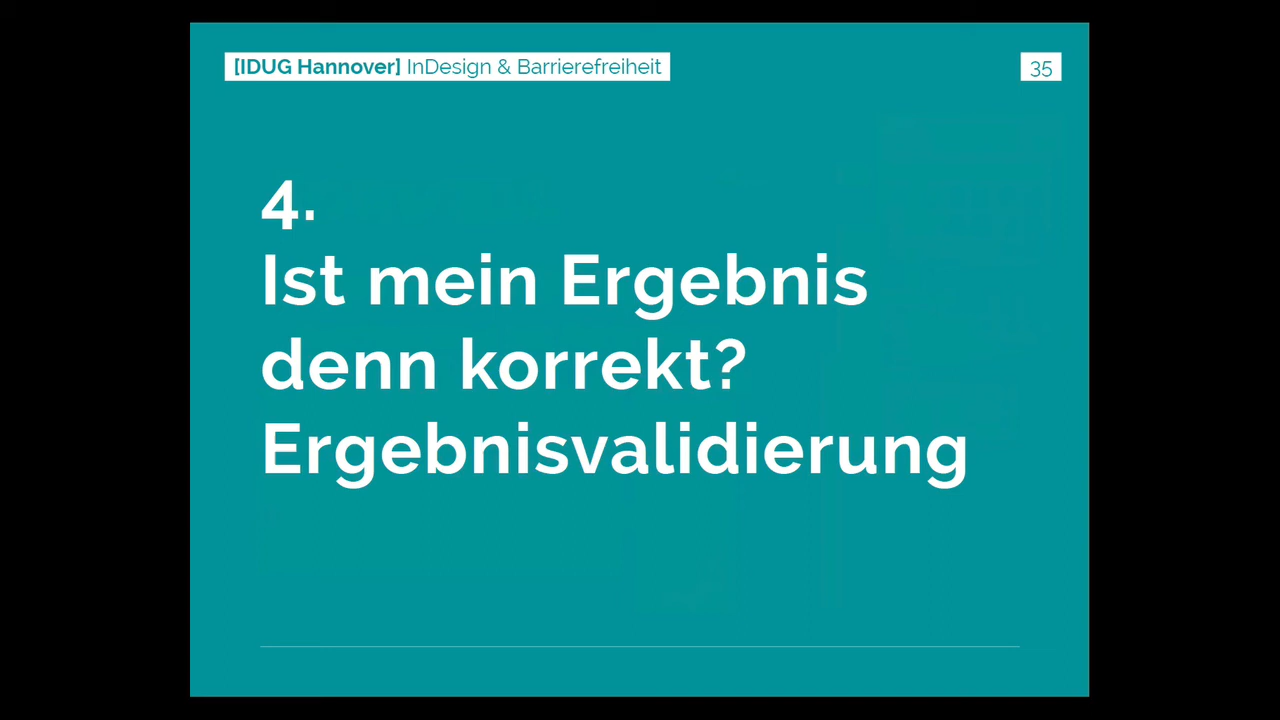 [IDUG Hannover] InDesign & Barrierefreiheit
35
4.
Ist mein Ergebnis
denn korrekt?
Ergebnisvalidierung